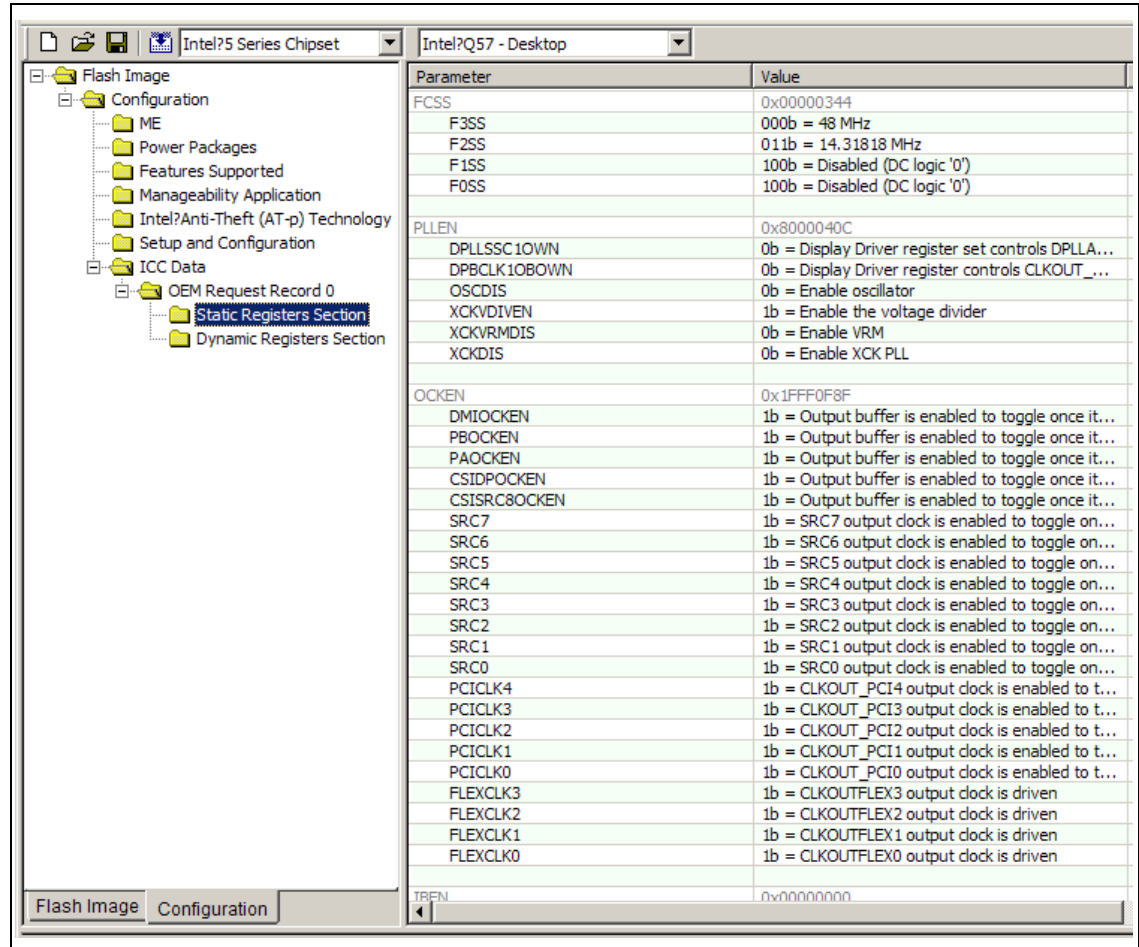 Intel?5 Series Chipset
Intel?Q57 - Desktop
Flash Image
Configuration
ME
Power Packages
Features Supported
Manageability Application
Intel?Anti-Theft (AT-p) Technology
Setup and Configuration
ICC Data
OEM Request Record 0
Static Registers Section
Dynamic Registers Section
Parameter Value
FCSS 0x00000344
F3SS 000b = 48 MHz
F2SS 011b = 14.31818 MHz
F1SS 100b = Disabled (DC logic '0')
F0SS 100b = Disabled (DC logic '0')
PLLEN 0x8000040C
DPLLSSC1OWN 0b = Display Driver register set controls DPLLA...
DPBCLK1OBOWN 0b = Display Driver register controls CLKOUT_...
OSCDIS 0b = Enable oscillator
XCKVDIVEN 1b = Enable the voltage divider
XCKVRMDIS 0b = Enable VRM
XCKDIS 0b = Enable XCK PLL
OCKEN 0x1FFF0F8F
DMIOCKEN 1b = Output buffer is enabled to toggle once it...
PBOCKEN 1b = Output buffer is enabled to toggle once it...
PAOCKEN 1b = Output buffer is enabled to toggle once it...
CSIDPOCKEN 1b = Output buffer is enabled to toggle once it...
CSISRC8OCKEN 1b = Output buffer is enabled to toggle once it...
SRC7 1b = SRC7 output clock is enabled to toggle on...
SRC6 1b = SRC6 output clock is enabled to toggle on...
SRC5 1b = SRC5 output clock is enabled to toggle on...
SRC4 1b = SRC4 output clock is enabled to toggle on...
SRC3 1b = SRC3 output clock is enabled to toggle on...
SRC2 1b = SRC2 output clock is enabled to toggle on...
SRC1 1b = SRC1 output clock is enabled to toggle on...
SRC0 1b = SRC0 output clock is enabled to toggle on...
PCICLK4 1b = CLKOUT_PCI4 output clock is enabled to t...
PCICLK3 1b = CLKOUT_PCI3 output clock is enabled to t...
PCICLK2 1b = CLKOUT_PCI2 output clock is enabled to t...
PCICLK1 1b = CLKOUT_PCI1 output clock is enabled to t...
PCICLK0 1b = CLKOUT_PCI0 output clock is enabled to t...
FLEXCLK3 1b = CLKOUTFLEX3 output clock is driven
FLEXCLK2 1b = CLKOUTFLEX2 output clock is driven
FLEXCLK1 1b = CLKOUTFLEX1 output clock is driven
FLEXCLK0 1b = CLKOUTFLEX0 output clock is driven
IBEN 0x00000000
Flash Image Configuration